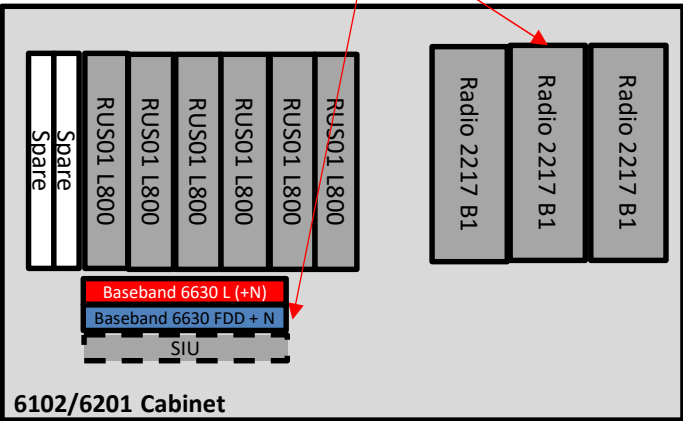 Spare
Spare
RUS01 L800
RUS01 L800
RUS01 L800
RUS01 L800
RUS01 L800
RUS01 L800
Radio 2217 B1
Radio 2217 B1
Radio 2217 B1
Baseband 6630 L (+N)
Baseband 6630 FDD + N
SIU
6102/6201 Cabinet